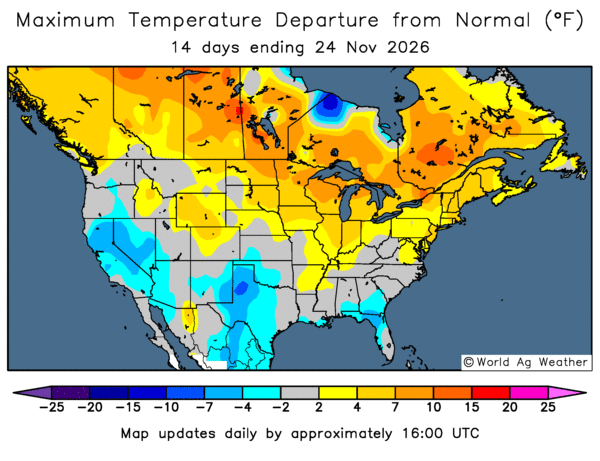 Maximum Temperature Departure from Normal (°F)
14 days ending 24 Nov 2026
© World Ag Weather
-25 -20 -15 -10 -7 -4 -2 2 4 7 10 15 20 25
Map updates daily by approximately 16:00 UTC